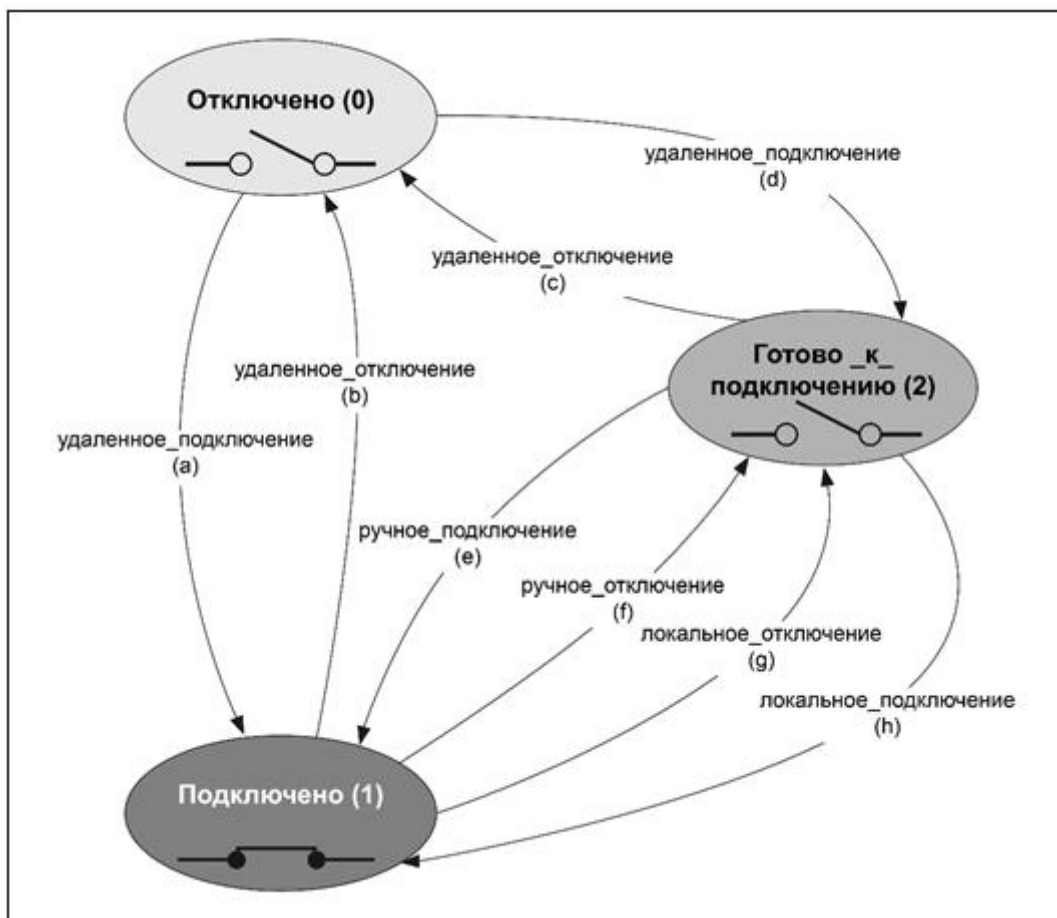 Отключено (0)
удаленное_подключение
(d)
удаленное_отключение
(c)
Готово _к_
подключению (2)
удаленное_отключение
(b)
удаленное_подключение
(a)
ручное_подключение
(e)
ручное_отключение
(f)
локальное_отключение
(g)
локальное_подключение
(h)
Подключено (1)